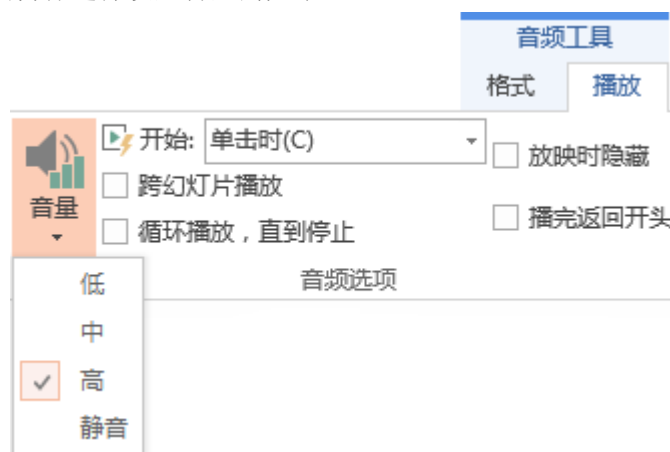 音频工具
格式 播放
开始: 单击时(C)
放映时隐藏
跨幻灯片播放
音量
循环播放，直到停止
播完返回开头
音频选项
低
中
高
静音